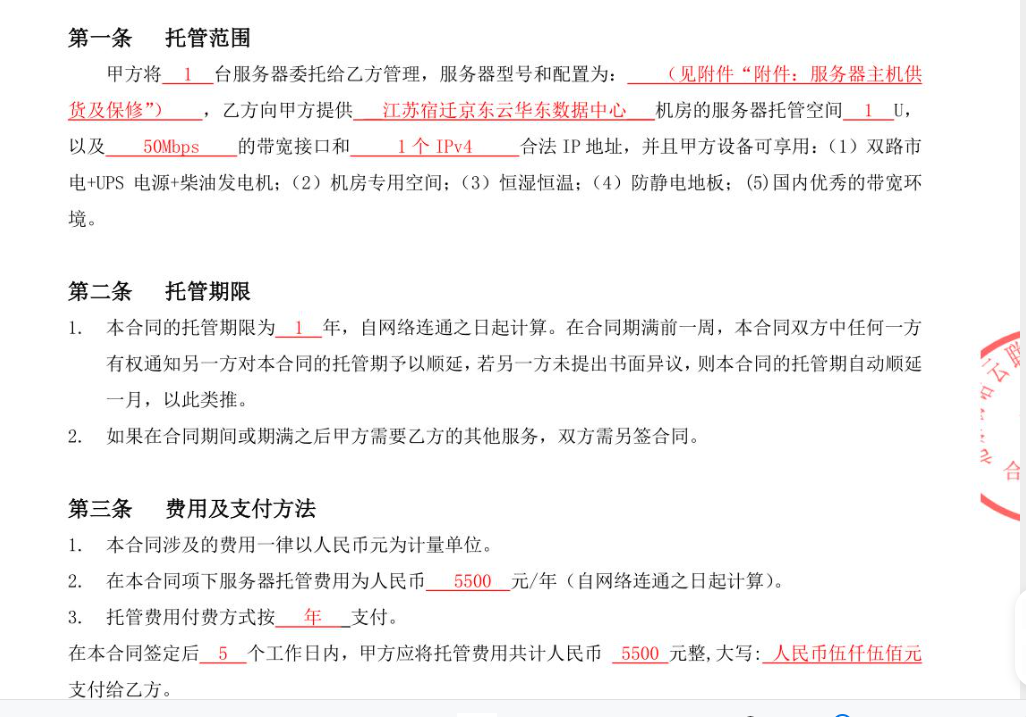 第一条 托管范围
甲方将 1 台服务器委托给乙方管理，服务器型号和配置为： （见附件“附件：服务器主机供
货及保修”） ，乙方向甲方提供 江苏宿迁京东云华东数据中心 机房的服务器托管空间 1 U，
以及 50Mbps 的带宽接口和 1 个 IPv4 合法 IP 地址，并且甲方设备可享用：（1）双路市
电+UPS 电源+柴油发电机；（2）机房专用空间；（3）恒湿恒温；（4）防静电地板；(5)国内优秀的带宽环
境。
第二条 托管期限
1. 本合同的托管期限为 1 年，自网络连通之日起计算。在合同期满前一周，本合同双方中任何一方
有权通知另一方对本合同的托管期予以顺延，若另一方未提出书面异议，则本合同的托管期自动顺延
一月，以此类推。
2. 如果在合同期间或期满之后甲方需要乙方的其他服务，双方需另签合同。
第三条 费用及支付方法
1. 本合同涉及的费用一律以人民币元为计量单位。
2. 在本合同项下服务器托管费用为人民币 5500 元/年（自网络连通之日起计算）。
3. 托管费用付费方式按 年 _支付。
在本合同签定后 5 个工作日内，甲方应将托管费用共计人民币 5500 元整,大写: 人民币伍仟伍佰元
支付给乙方。
云联
合